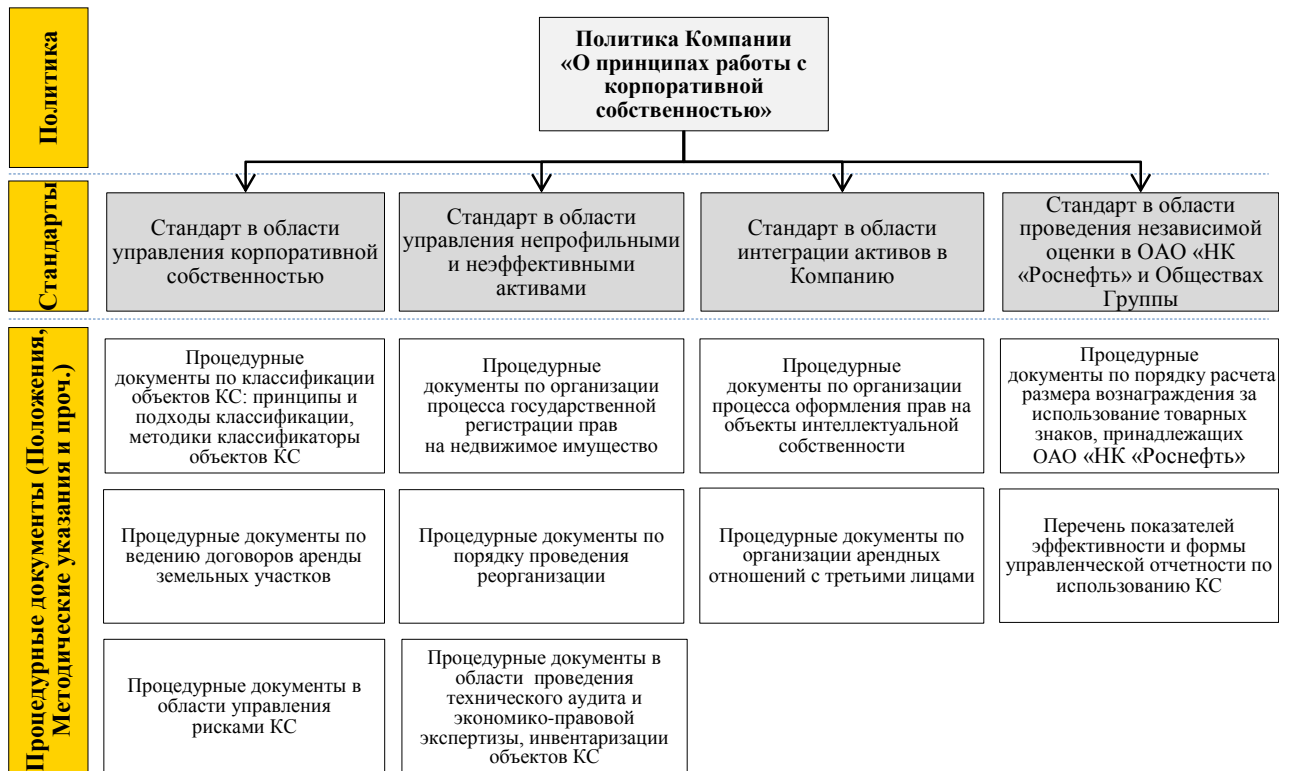 Политика
Политика Компании
«О принципах работы с
корпоративной
собственностью»
Стандарты
Стандарт в области
управления корпоративной
собственностью
Стандарт в области
управления непрофильными
и неэффективными
активами
Стандарт в области
интеграции активов в
Компанию
Стандарт в области
проведения независимой
оценки в ОАО «НК
«Роснефть» и Обществах
Группы
Процедурные документы (Положения,
Методические указания и проч.)
Процедурные
документы по классификации
объектов КС: принципы и
подходы классификации,
методики классификаторы
объектов КС
Процедурные
документы по организации
процесса государственной
регистрации прав
на недвижимое имущество
Процедурные
документы по организации
процесса оформления прав на
объекты интеллектуальной
собственности
Процедурные
документы по порядку расчета
размера вознаграждения за
использование товарных
знаков, принадлежащих
ОАО «НК «Роснефть»
Процедурные документы по
ведению договоров аренды
земельных участков
Процедурные документы по
порядку проведения
реорганизации
Процедурные документы по
организации арендных
отношений с третьими лицами
Перечень показателей
эффективности и формы
управленческой отчетности по
использованию КС
Процедурные документы в
области управления
рисками КС
Процедурные документы в
области проведения
технического аудита и
экономико-правовой
экспертизы, инвентаризации
объектов КС